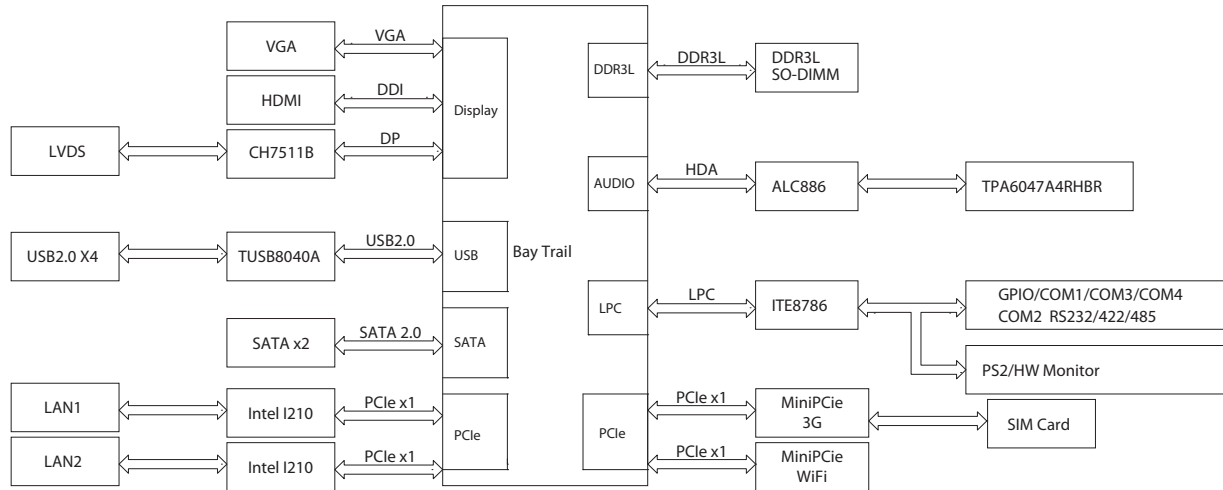 VGA
VGA
HDMI
DDI
Display
LVDS
CH7511B
DP
USB2.0 X4
TUSB8040A
USB2.0
USB
Bay Trail
SATA x2
SATA 2.0
SATA
LAN1
Intel I210
PCIe x1
PCIe
LAN2
Intel I210
PCIe x1
DDR3L
DDR3L
DDR3L
SO-DIMM
AUDIO
HDA
ALC886
TPA6047A4RHBR
LPC
LPC
ITE8786
GPIO/COM1/COM3/COM4
COM2 RS232/422/485
PS2/HW Monitor
PCIe
PCIe x1
MiniPCie
3G
SIM Card
PCIe x1
MiniPCie
WiFi